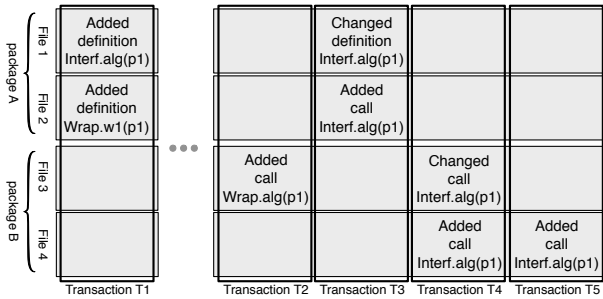 package A
File 1
Added
definition
Interf.alg(p1)
Changed
definition
Interf.alg(p1)
File 2
Added
definition
Wrap.w1(p1)
Added
call
Interf.alg(p1)
package B
File 3
Added
call
Wrap.alg(p1)
Changed
call
Interf.alg(p1)
File 4
Added
call
Interf.alg(p1)
Added
call
Interf.alg(p1)
Transaction T1
Transaction T2
Transaction T3
Transaction T4
Transaction T5